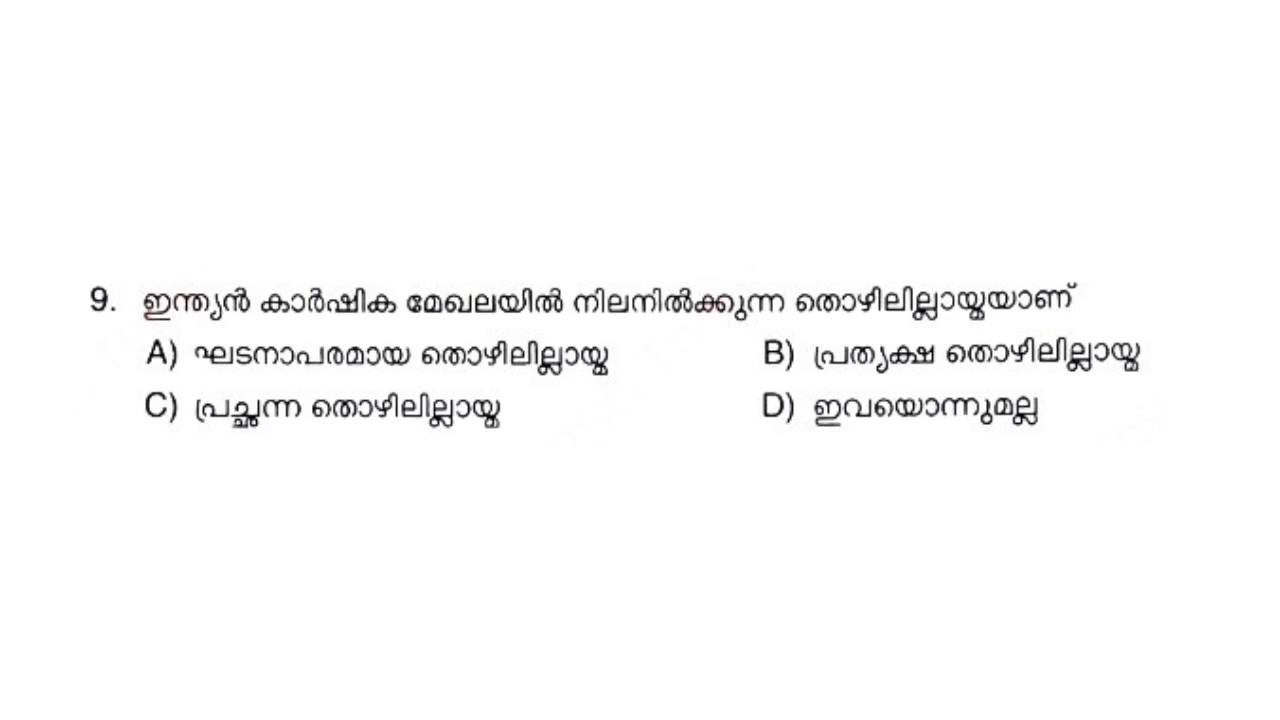 9. ഇന്ത്യൻ കാർഷിക മേഖലയിൽ നിലനിൽക്കുന്ന തൊഴിലില്ലായ്മയാണ്
A) ഘടനാപരമായ തൊഴിലില്ലായ്മ B) പ്രത്യക്ഷ തൊഴിലില്ലായ്മ
C) പ്രച്ഛന്ന തൊഴിലില്ലായ്മ D) ഇവയൊന്നുമല്ല